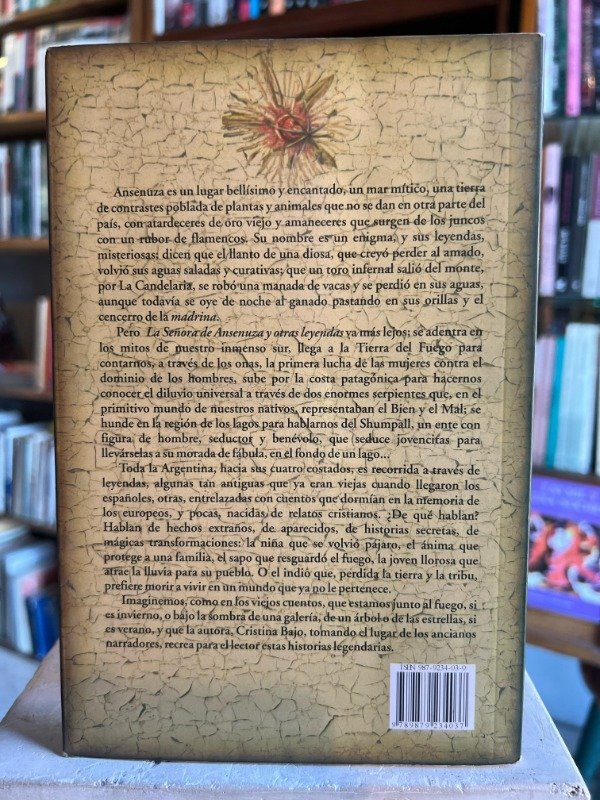 Ansenuza es un lugar bellísimo y encantado, un mar mítico, una tierra
de contrastes poblada de plantas y animales que no se dan en otra parte del
país, con atardeceres de oro viejo y amaneceres que surgen de los juncos
con un rubor de flamencos. Su nombre es un enigma, y sus leyendas,
misteriosas: dicen que el llanto de una diosa, que creyó perder al amado,
volvió sus aguas saladas y curativas; que un toro infernal salió del monte,
por La Candelaria, se robó una manada de vacas y se perdió en sus aguas,
aunque todavía se oye de noche al ganado pastando en sus orillas y el
cencerro de la madrina.
Pero La Señora de Ansenuza y otras leyendas va más lejos; se adentra en
los mitos de nuestro inmenso sur, llega a la Tierra del Fuego para
contarnos, a través de los onas, la primera lucha de las mujeres contra el
dominio de los hombres, sube por la costa patagónica para hacernos
conocer el diluvio universal a través de dos enormes serpientes que, en el
primitivo mundo de nuestros nativos, representaban el Bien y el Mal; se
hunde en la región de los lagos para hablarnos del Shumpall, un ente con
figura de hombre, seductor y benévolo, que seduce jovencitas para
llevárselas a su morada de fábula, en el fondo de un lago...
Toda la Argentina, hacia sus cuatro costados, es recorrida a través de
leyendas, algunas tan antiguas que ya eran viejas cuando llegaron los
españoles, otras, entrelazadas con cuentos que dormían en la memoria de
los europeos, y pocas, nacidas de relatos cristianos. ¿De qué hablan?
Hablan de hechos extraños, de aparecidos, de historias secretas, de
mágicas transformaciones: la niña que se volvió pájaro, el ánima que
protege a una familia, el sapo que resguardó el fuego, la joven llorosa que
atrae la lluvia para su pueblo. O el indio que, perdida la tierra y la tribu,
prefiere morir a vivir en un mundo que ya no le pertenece.
Imaginemos, como en los viejos cuentos, que estamos junto al fuego, si
es invierno, o bajo la sombra de una galería, de un árbol o de las estrellas, si
es verano, y que la autora, Cristina Bajo, tomando el lugar de los ancianos
narradores, recrea para el lector estas historias legendarias.
ISBN 987-9234-03-9
9 789879 234037